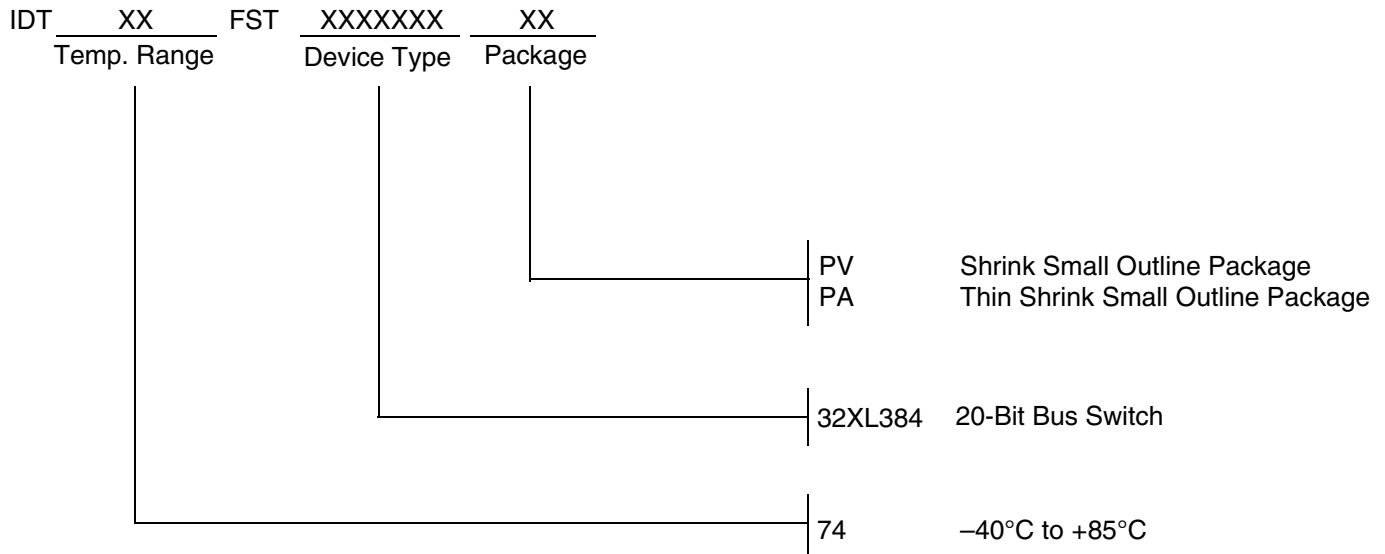 IDT XX FST XXXXXXX XX
Temp. Range Device Type Package
PV Shrink Small Outline Package
PA Thin Shrink Small Outline Package
32XL384 20-Bit Bus Switch
74 –40°C to +85°C